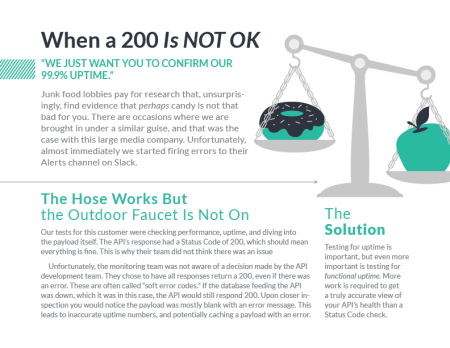 When a 200 Is NOT OK
“WE JUST WANT YOU TO CONFIRM OUR
99.9% UPTIME.”
Junk food lobbies pay for research that, unsurpris-
ingly, find evidence that perhaps candy is not that
bad for you. There are occasions where we are
brought in under a similar guise, and that was the
case with this large media company. Unfortunately,
almost immediately we started firing errors to their
Alerts channel on Slack.
The Hose Works But
the Outdoor Faucet Is Not On
Our tests for this customer were checking performance, uptime, and diving into
the payload itself. The API’s response had a Status Code of 200, which should mean
everything is fine. This is why their team did not think there was an issue
Unfortunately, the monitoring team was not aware of a decision made by the API
development team. They chose to have all responses return a 200, even if there was
an error. These are often called “soft error codes.” If the database feeding the API
was down, which it was in this case, the API would still respond 200. Upon closer in-
spection you would notice the payload was mostly blank with an error message. This
leads to inaccurate uptime numbers, and potentially caching a payload with an error.
The
Solution
Testing for uptime is
important, but even more
important is testing for
functional uptime. More
work is required to get
a truly accurate view of
your API’s health than a
Status Code check.